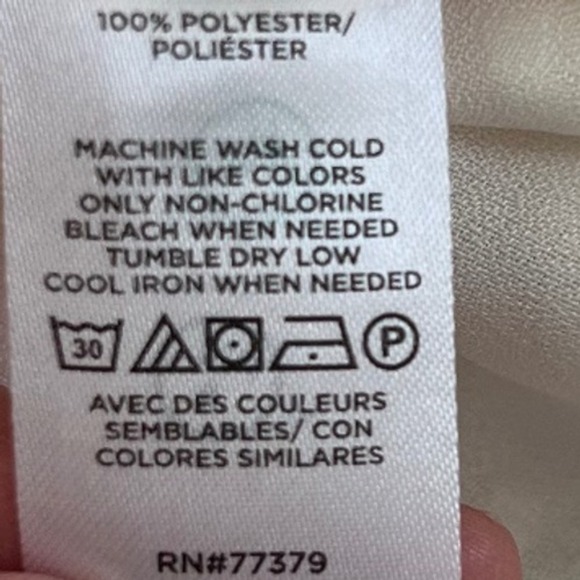 100% POLYESTER/
POLIÉSTER
MACHINE WASH COLD
WITH LIKE COLORS
ONLY NON-CHLORINE
BLEACH WHEN NEEDED
TUMBLE DRY LOW
COOL IRON WHEN NEEDED
30 P
AVEC DES COULEURS
SEMBLABLES/ CON
COLORES SIMILARES
RN#77379